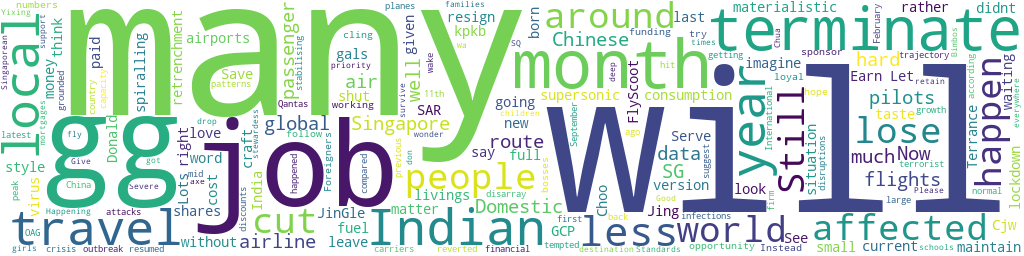 Yixing numbers
many
born
around
materialistic
families planes
last
support
wa
resign
kpkb
didnt
rather
February
Chua
Bimbos
Singaporean
local
mortgages
grounded
think
money
paid
spiralling
retrenchment
airports
Save
gals
passenger
well
given
cling
funding
SQ
Chinese
try
times
getting
sponsor
terminate
patterns
air
priority
shut
working
11th
Qantas
wake
survive
month
deep
hit
FlyScoot
imagine
loyal
trajectory
hard
Earn Let
retain
country
capacity
SAR
going
supersonic
consumption
waiting
everywhere
latest
fly
drop
style
Donald
gg
job
global
Singapore
wonder
children
new
September
ago
route
say
full
Serve
data
suggest
SG
version
Will
year
International
hope
Still
pilots
taste
growth
according
happen
Terrance
terrorist
lockdown
Now
lose
much
situation
disruptions
flights
look
bosses
people
previous
don
disarray
livings
Domestic
choo
Jing
right
love
word
follow
Foreigners
happened
compared
craft
stewardess
India
virus
Give
got
China
Severe
mid
axe
Lots
cost
peak
Happening
attacks
shares
discounts
JinGle
matter
fuel
GCP
first
infections
opportunity
firm
See
Please
normal
travel
cut
Indian
less
world
affected
OAG
without
airline
leave
carriers
tempted
back
Good
small
current
large
Cjw
maintain
girls
crisis
outbreak
resumed
reverted
financial
destination
Standards
Instead
schools
stabilising